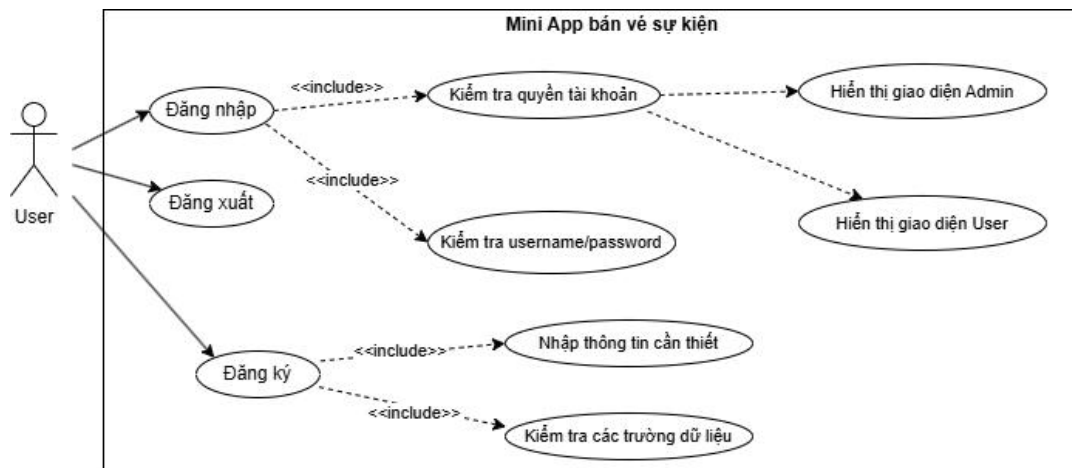 Mini App bán vé sự kiện
Đăng nhập
<<include>>
Kiểm tra quyền tài khoản
Hiển thị giao diện Admin
<<include>>
Đăng xuất
User
Kiểm tra username/password
Hiển thị giao diện User
Đăng ký
<<include>>
Nhập thông tin cần thiết
<<include>>
Kiểm tra các trường dữ liệu